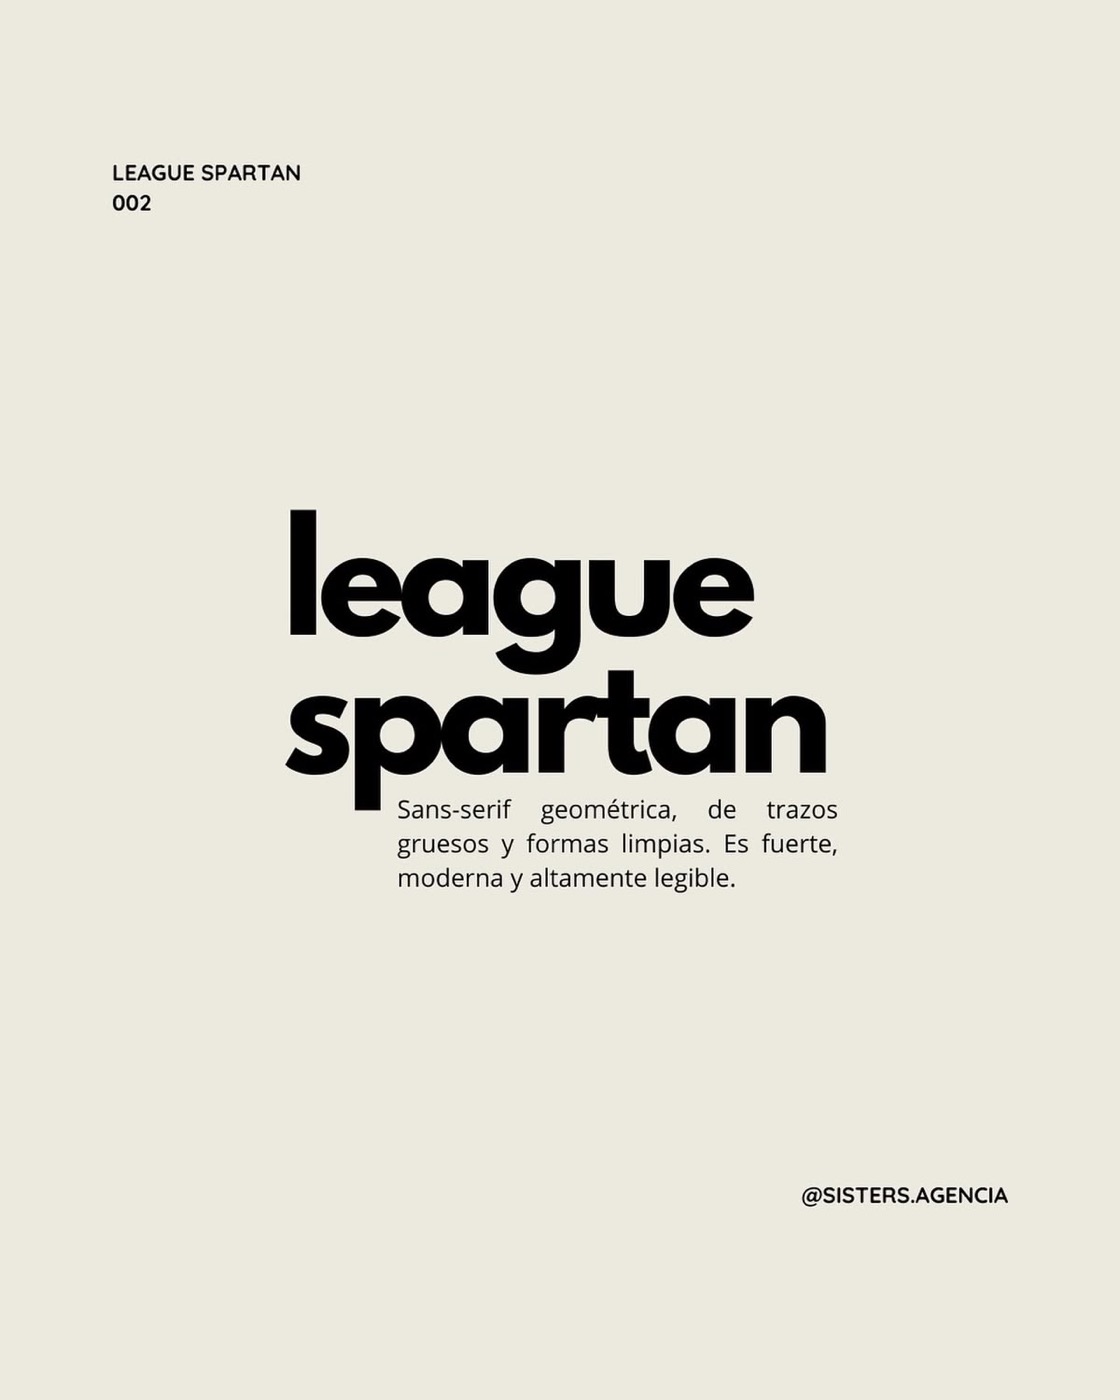 LEAGUE SPARTAN
002
league
spartan
Sans-serif geométrica, de trazos
gruesos y formas limpias. Es fuerte,
moderna y altamente legible.
@SISTERS.AGENCIA